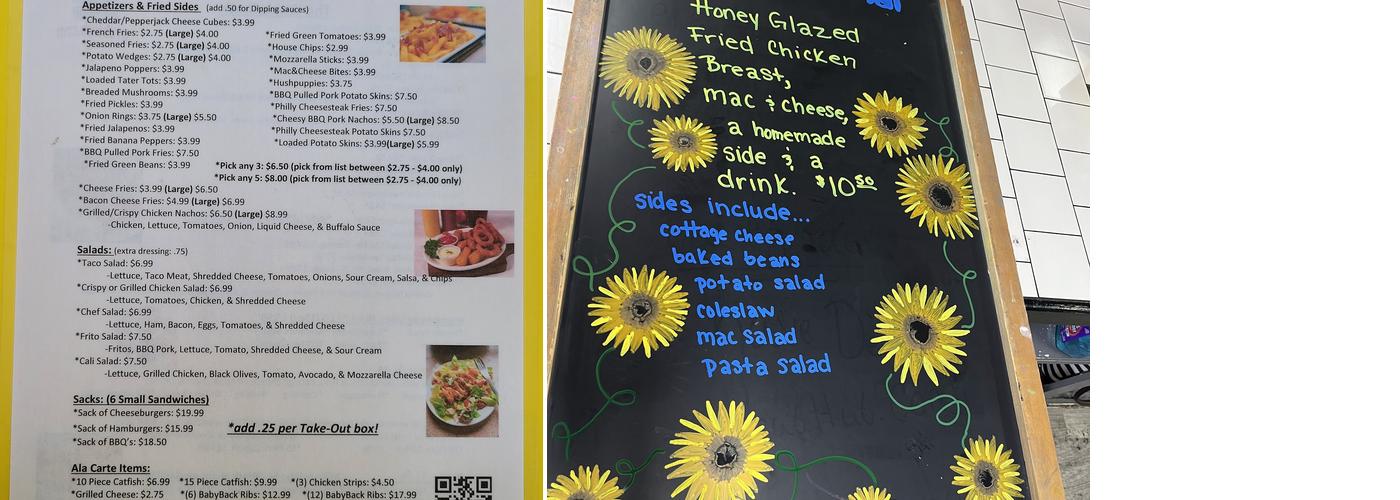 Appetizers & Fried Sides (add .50 for Dipping Sauces)
*Cheddar/Pepperjack Cheese Cubes: $3.99
*French Fries: $2.75 (Large) $4.00
*Seasoned Fries: $2.75 (Large) $4.00
*Potato Wedges: $2.75 (Large) $4.00
*Jalapeno Poppers: $3.99
*Loaded Tater Tots: $3.99
*Breaded Mushrooms: $3.99
*Fried Pickles: $3.99
*Onion Rings: $3.75 (Large) $5.50
*Fried Jalapenos: $3.99
*Fried Banana Peppers: $3.99
*BBQ Pulled Pork Fries: $7.50
*Fried Green Beans: $3.99
*Fried Green Tomatoes: $3.99
*House Chips: $2.99
*Mozzarella Sticks: $3.99
*Mac&Cheese Bites: $3.99
*Hushpuppies: $3.75
*BBQ Pulled Pork Potato Skins: $7.50
*Philly Cheesesteak Fries: $7.50
*Cheesy BBQ Pork Nachos: $5.50 (Large) $8.50
*Philly Cheesesteak Potato Skins $7.50
*Loaded Potato Skins: $3.99(Large) $5.99
*Pick any 3: $6.50 (pick from list between $2.75 - $4.00 only)
*Pick any 5: $8.00 (pick from list between $2.75 - $4.00 only)
*Cheese Fries: $3.99 (Large) $6.50
*Bacon Cheese Fries: $4.99 (Large) $6.99
*Grilled/Crispy Chicken Nachos: $6.50 (Large) $8.99
-Chicken, Lettuce, Tomatoes, Onion, Liquid Cheese, & Buffalo Sauce
Salads: (extra dressing: .75)
*Taco Salad: $6.99
-Lettuce, Taco Meat, Shredded Cheese, Tomatoes, Onions, Sour Cream, Salsa, & Chips
*Crispy or Grilled Chicken Salad: $6.99
-Lettuce, Tomatoes, Chicken, & Shredded Cheese
*Chef Salad: $6.99
-Lettuce, Ham, Bacon, Eggs, Tomatoes, & Shredded Cheese
*Frito Salad: $7.50
-Fritos, BBQ Pork, Lettuce, Tomato, Shredded Cheese, & Sour Cream
*Cali Salad: $7.50
-Lettuce, Grilled Chicken, Black Olives, Tomato, Avocado, & Mozzarella Cheese
Sacks: (6 Small Sandwiches)
*Sack of Cheeseburgers: $19.99
*Sack of Hamburgers: $15.99
*Sack of BBQ's: $18.50
*add .25 per Take-Out box!
Ala Carte Items:
*10 Piece Catfish: $6.99 *15 Piece Catfish: $9.99 *(3) Chicken Strips: $4.50
*Grilled Cheese: $2.75 *(6) BabyBack Ribs: $12.99 *(12) BabyBack Ribs: $17.99
Honey Glazed
Fried Chicken
Breast,
mac & cheese,
a homemade
side & a
drink. $10.50
sides include...
cottage cheese
baked beans
potato salad
coleslaw
mac salad
pasta salad